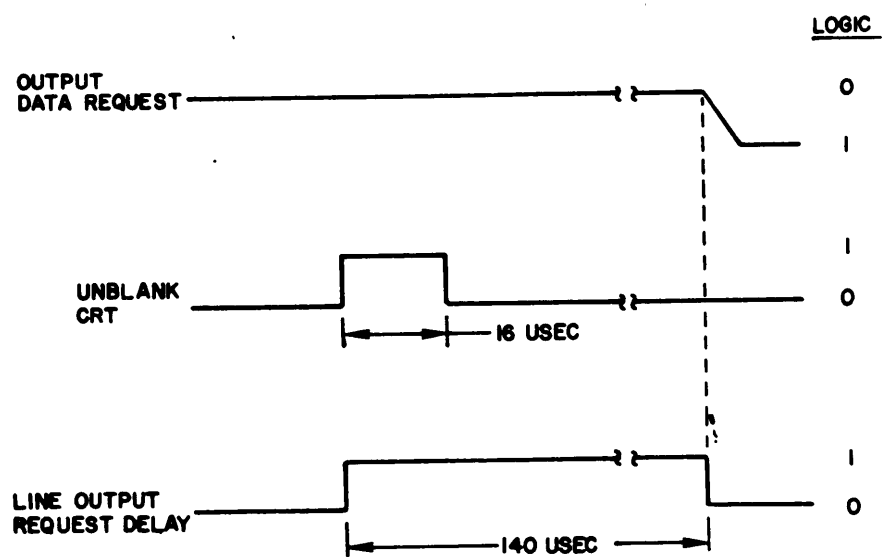 LOGIC
OUTPUT
DATA REQUEST
0
1
UNBLANK
CRT
1
0
16 USEC
LINE OUTPUT
REQUEST DELAY
1
0
140 USEC